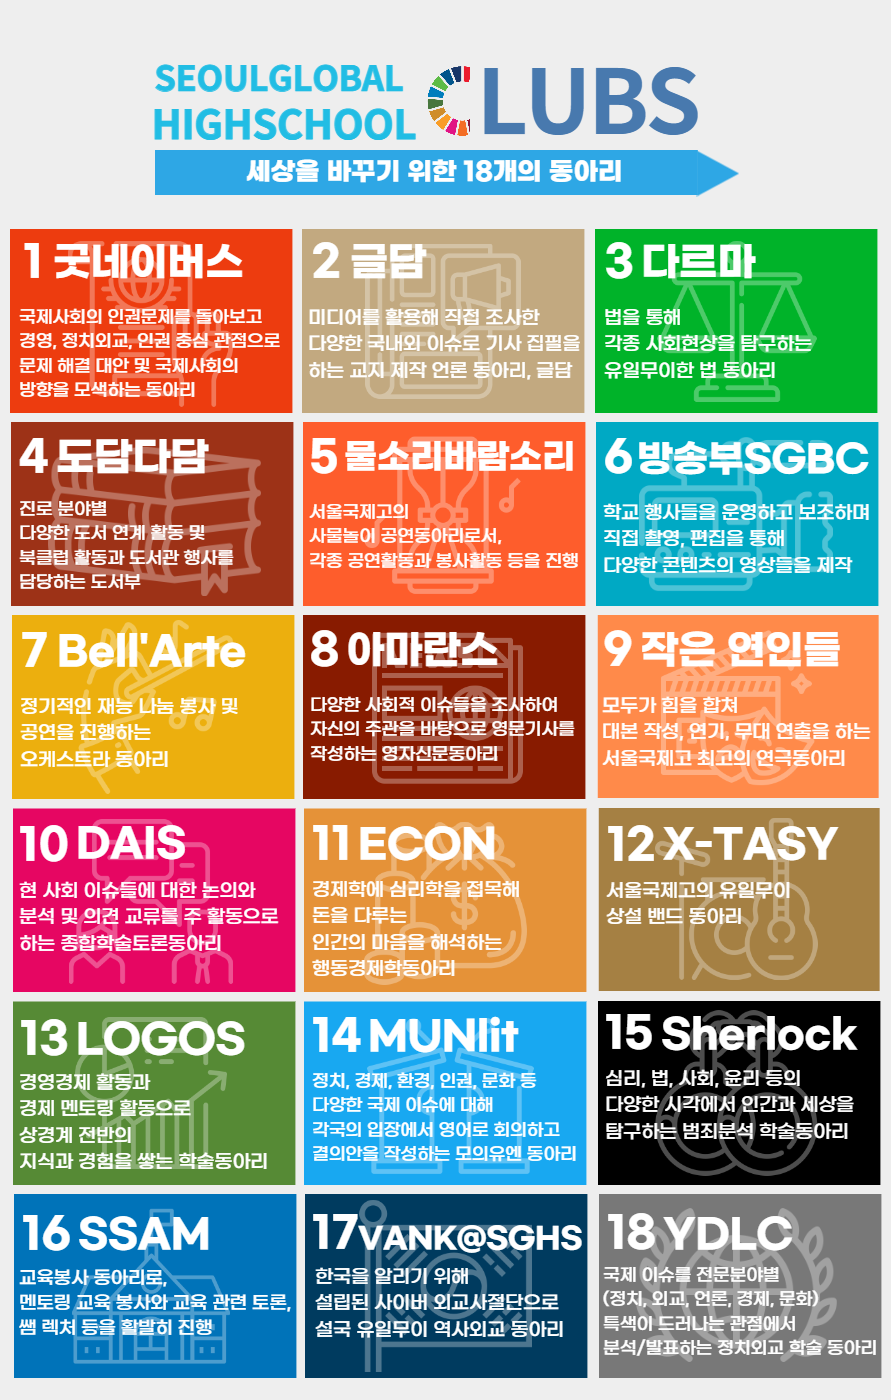 SEOULGLOBAL
HIGHSCHOOL
CLUBS
세상을 바꾸기 위한 18개의 동아리
1 굿네이버스
국제사회의 인권문제를 돌아보고
경영, 정치외교, 인권 중심 관점으로
문제 해결 대안 및 국제사회의
방향을 모색하는 동아리
2 글담
미디어를 활용해 직접 조사한
다양한 국내외 이슈로 기사 집필을
하는 교지 제작 언론 동아리, 글담
3 다르마
법을 통해
각종 사회현상을 탐구하는
유일무이한 법 동아리
4 도담다담
진로 분야별
다양한 도서 연계 활동 및
북클럽 활동과 도서관 행사를
담당하는 도서부
5 물소리바람소리
서울국제고의
사물놀이 공연동아리로서,
각종 공연활동과 봉사활동 등을 진행
6 방송부SGBC
학교 행사들을 운영하고 보조하며
직접 촬영, 편집을 통해
다양한 콘텐츠의 영상들을 제작
7 Bell'Arte
정기적인 재능 나눔 봉사 및
공연을 진행하는
오케스트라 동아리
8 아마란스
다양한 사회적 이슈들을 조사하여
자신의 주관을 바탕으로 영문기사를
작성하는 영자신문동아리
9 작은 연인들
모두가 힘을 합쳐
대본 작성, 연기, 무대 연출을 하는
서울국제고 최고의 연극동아리
10 DAIS
현 사회 이슈들에 대한 논의와
분석 및 의견 교류를 주 활동으로
하는 종합학술토론동아리
11 ECON
경제학에 심리학을 접목해
돈을 다루는
인간의 마음을 해석하는
행동경제학동아리
12 X-TASY
서울국제고의 유일무이
상설 밴드 동아리
13 LOGOS
경영경제 활동과
경제 멘토링 활동으로
상경계 전반의
지식과 경험을 쌓는 학술동아리
14 MUNlit
정치, 경제, 환경, 인권, 문화 등
다양한 국제 이슈에 대해
각국의 입장에서 영어로 회의하고
결의안을 작성하는 모의유엔 동아리
15 Sherlock
심리, 법, 사회, 윤리 등의
다양한 시각에서 인간과 세상을
탐구하는 범죄분석 학술동아리
16 SSAM
교육봉사 동아리로,
멘토링 교육 봉사와 교육 관련 토론,
쌤 렉쳐 등을 활발히 진행
17 VANK@SGHS
한국을 알리기 위해
설립된 사이버 외교사절단으로
설국 유일무이 역사외교 동아리
18 YDLC
국제 이슈를 전문분야별
(정치, 외교, 언론, 경제, 문화)
특색이 드러나는 관점에서
분석/발표하는 정치외교 학술 동아리